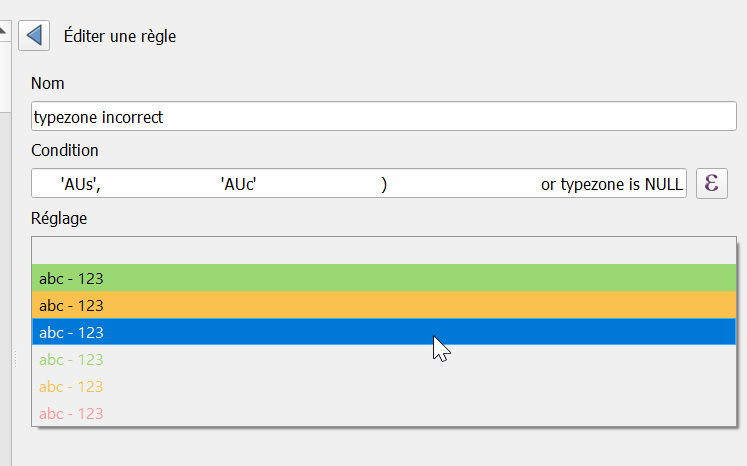 Éditer une règle
Nom
typezone incorrect
Condition
'AUs', 'AUc' ) or typezone is NULL
ε
Réglage
abc - 123
abc - 123
abc - 123
abc - 123
abc - 123
abc - 123